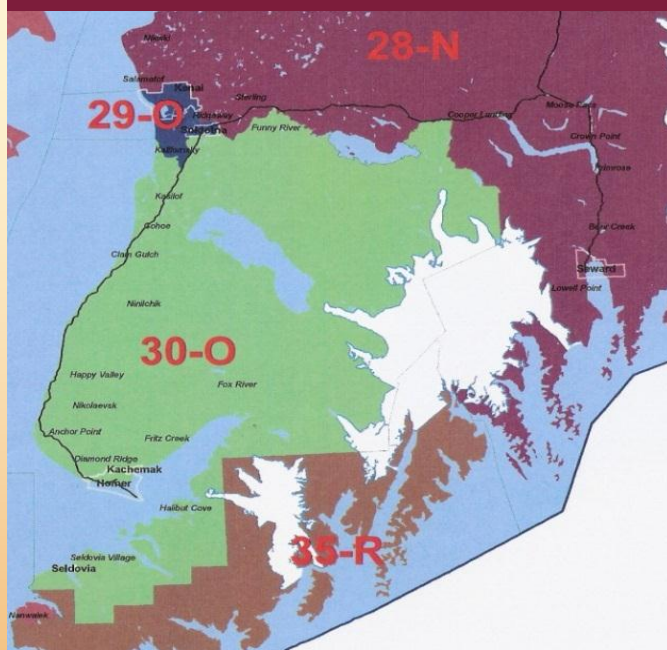 28-N
Nikiski
Salamatof
Kenai
29-O
Ridgeway
Sterling
Soldotna
Funny River
Cooper Landing
Moose Pass
Crown Point
Primrose
Kalifornsky
Kasilof
Cohoe
Bear Creek
Clam Gulch
Seward
Lowell Point
Ninilchik
30-O
Happy Valley
Fox River
Nikolaevsk
Anchor Point
Fritz Creek
Diamond Ridge
Kachemak
Homer
Halibut Cove
35-R
Seldovia Village
Seldovia
Nanwalek